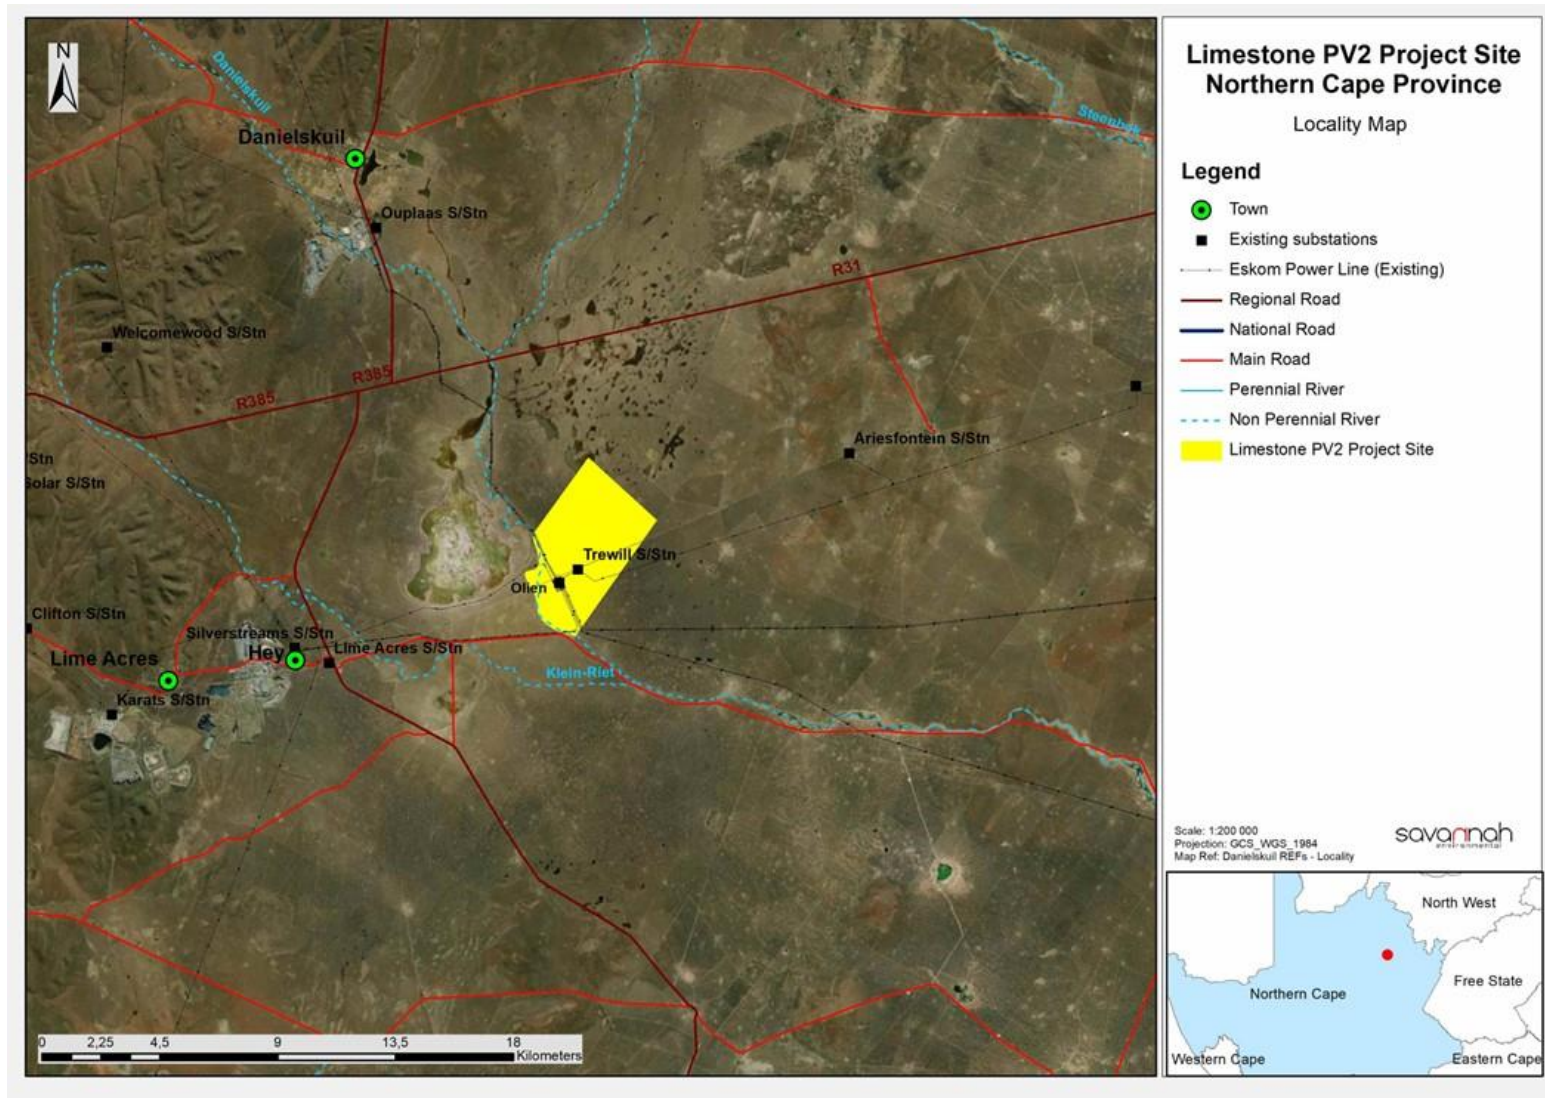 Limestone PV2 Project Site
Northern Cape Province
Locality Map
Legend
Town
Existing substations
Eskom Power Line (Existing)
Regional Road
National Road
Main Road
Perennial River
Non Perennial River
Limestone PV2 Project Site
Scale: 1:200 000
Projection: GCS_WGS_1984
Map Ref: Danielskuil REFs - Locality
savannah
environmental
North West
Free State
Northern Cape
Western Cape
Eastern Cape
N
Danielskuil
Danielskuil
Steenbok
Ouplaas S/Stn
R31
Welcomewood S/Stn
R385
R385
Ariesfontein S/Stn
/Stn
Solar S/Stn
Trewill S/Stn
Olien
Clifton S/Stn
Silverstreams S/Stn
Hey
Lime Acres S/Stn
Lime Acres
Klein-Riet
Karats S/Stn
0 2,25 4,5 9 13,5 18
Kilometers